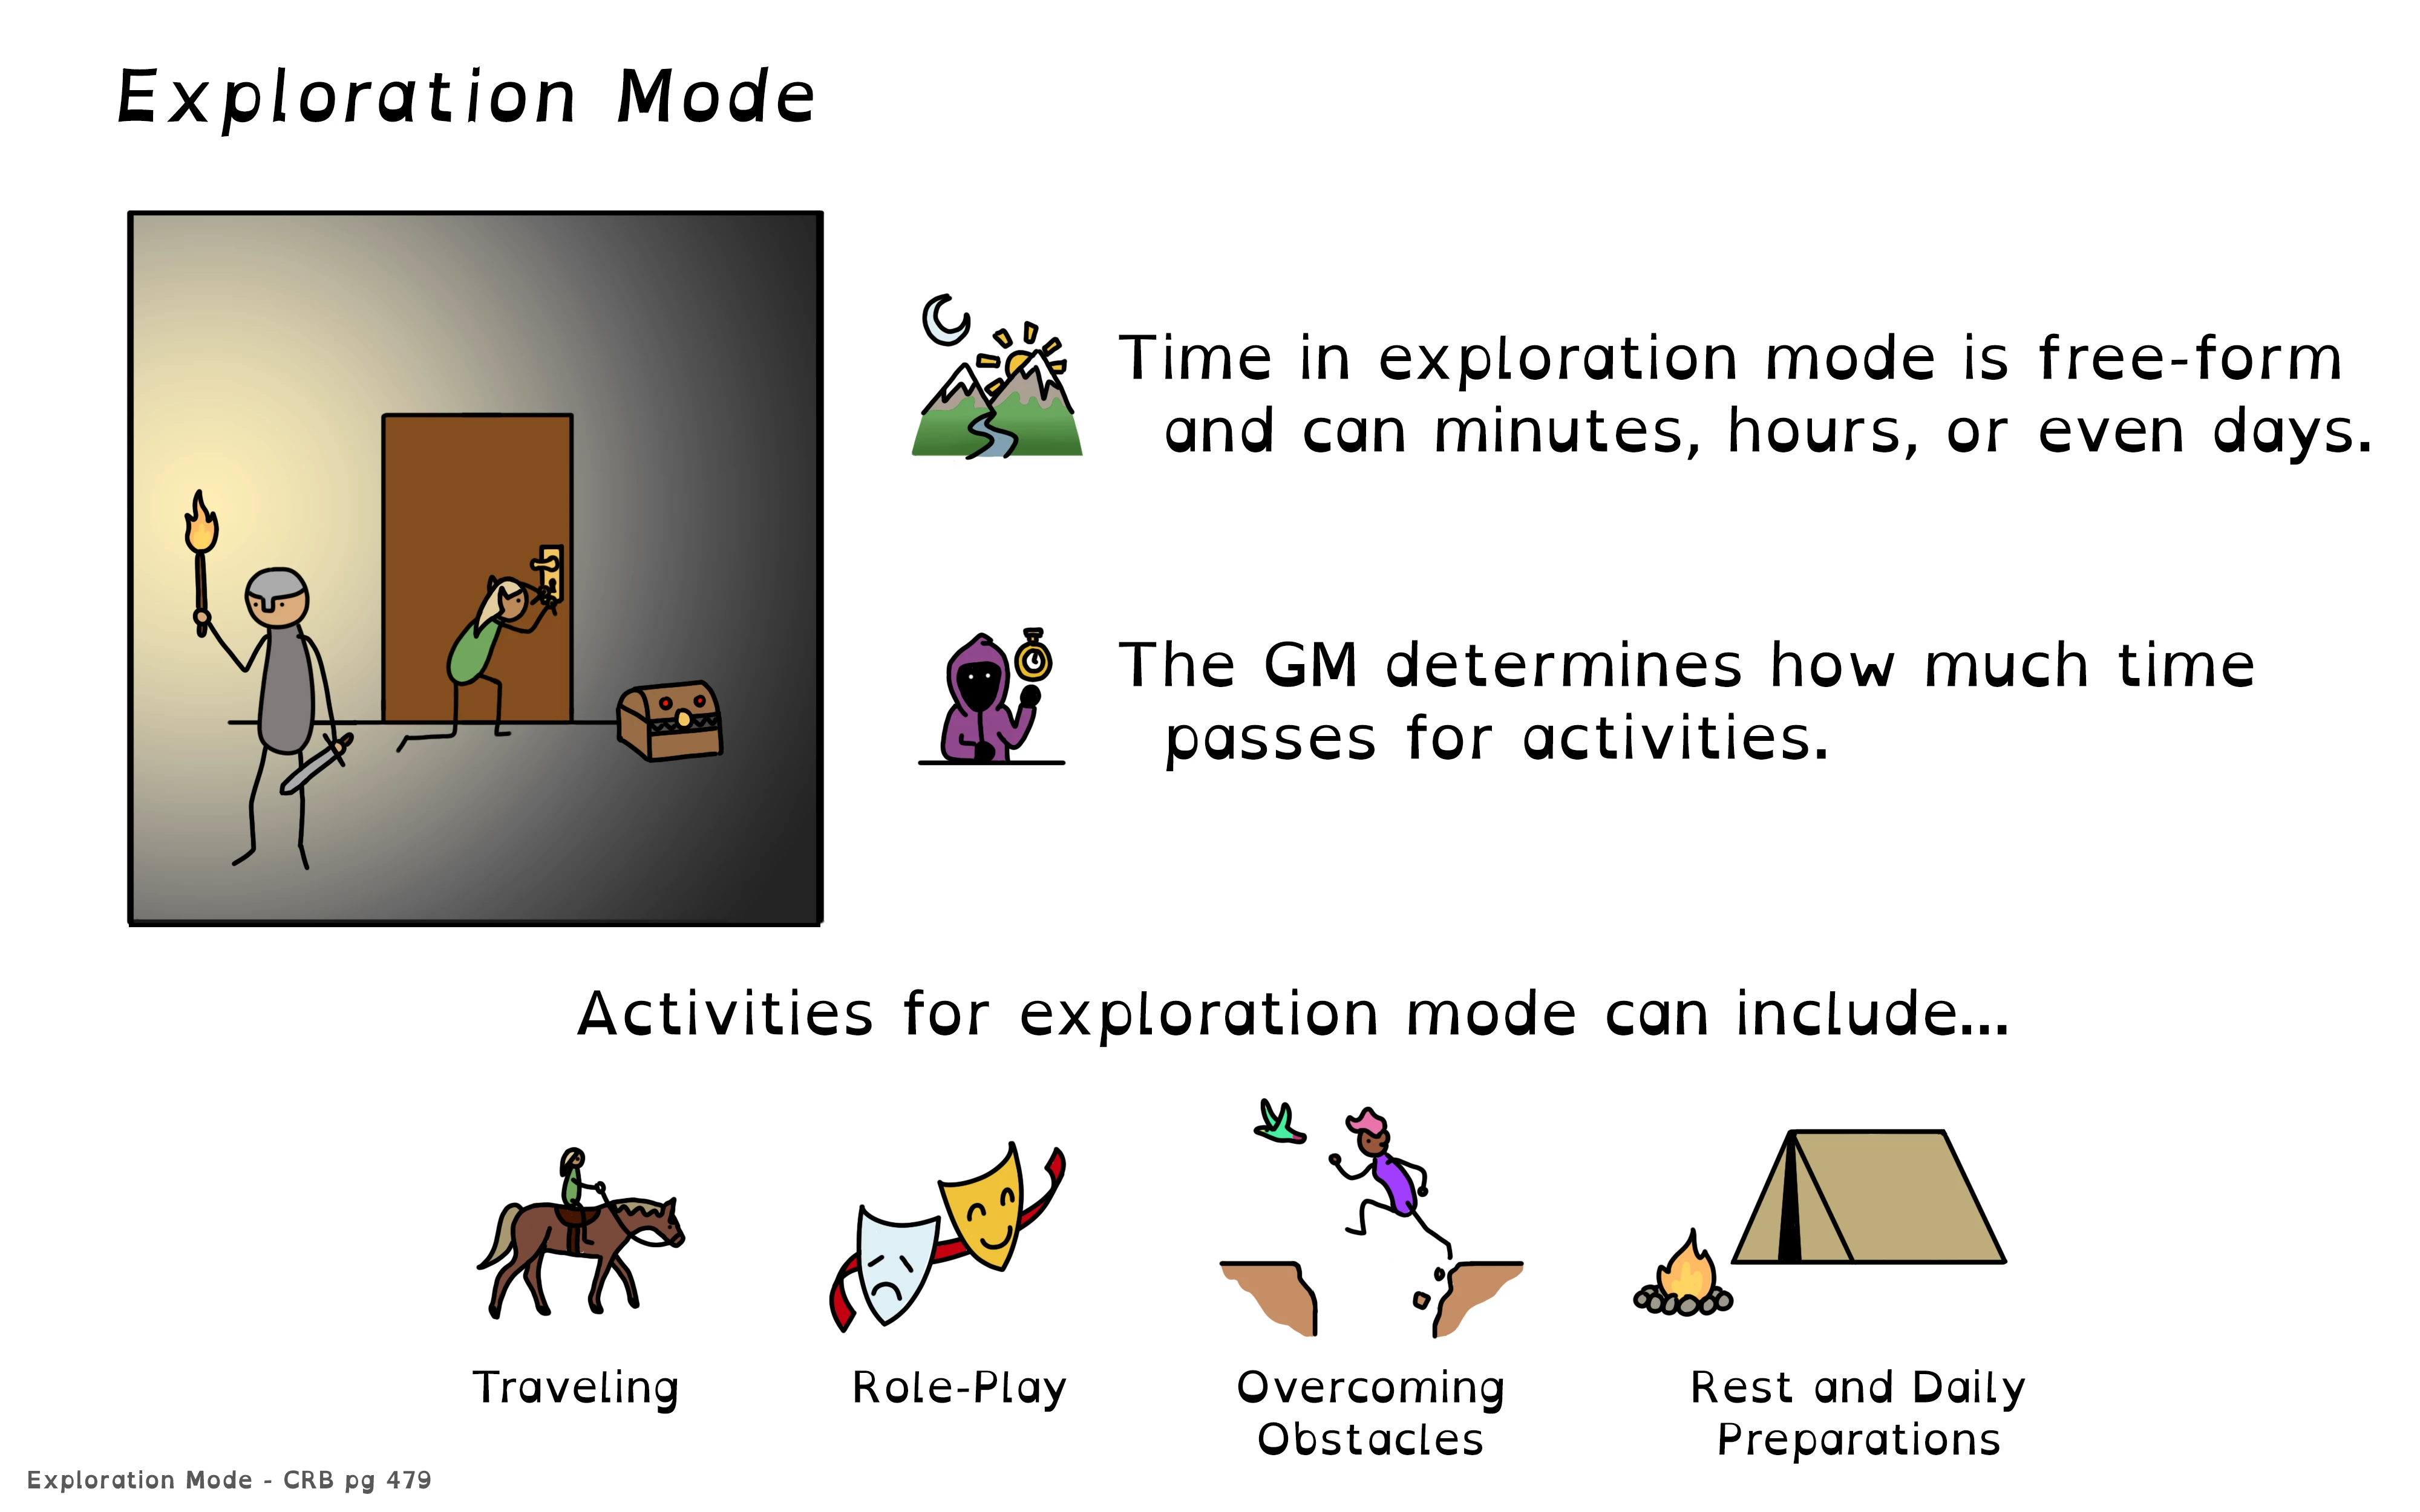 Exploration Mode
Time in exploration mode is free-form
and can minutes, hours, or even days.
The GM determines how much time
passes for activities.
Activities for exploration mode can include...
Traveling
Role-Play
Overcoming
Obstacles
Rest and Daily
Preparations
Exploration Mode - CRB pg 479